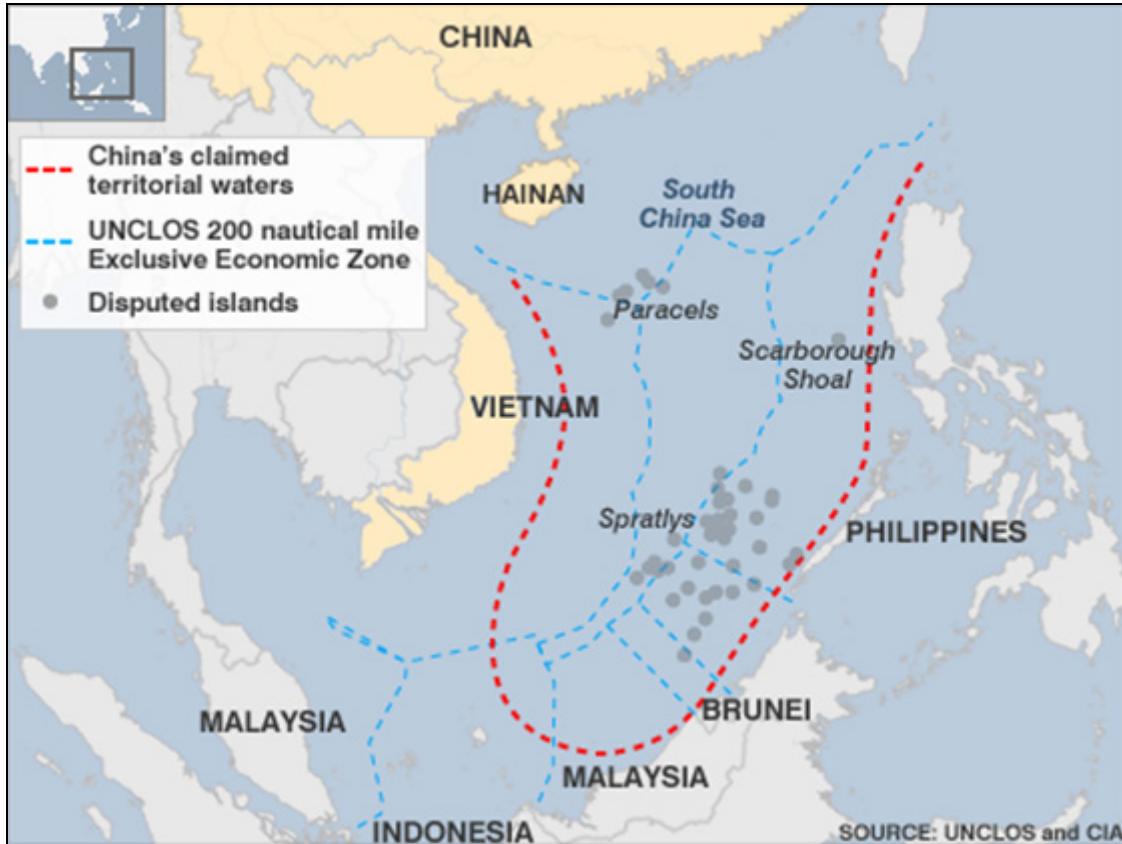 CHINA
China's claimed
territorial waters
UNCLOS 200 nautical mile
Exclusive Economic Zone
Disputed islands
HAINAN
South
China Sea
Paracels
Scarborough
Shoal
VIETNAM
Spratlys
PHILIPPINES
MALAYSIA
BRUNEI
MALAYSIA
INDONESIA
SOURCE: UNCLOS and CIA